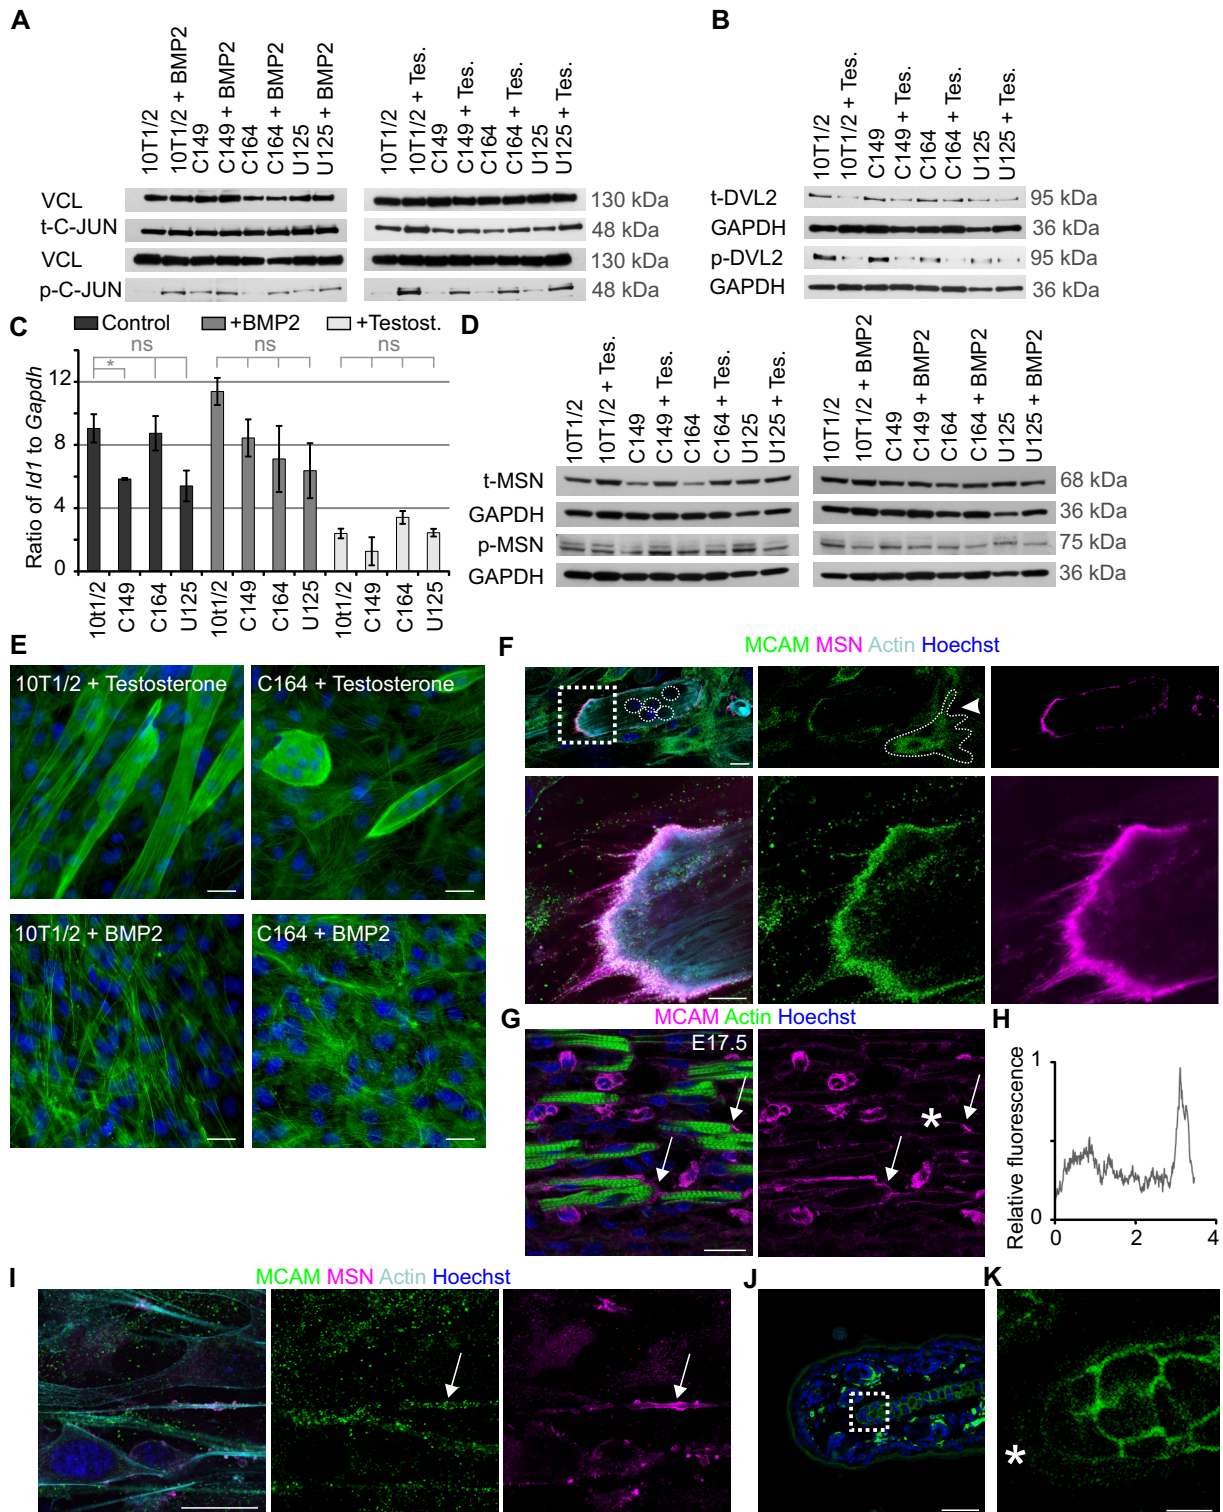 A
10T1/2
10T1/2 + BMP2
C149
C149 + BMP2
C164
C164 + BMP2
U125
U125 + BMP2
10T1/2
10T1/2 + Tes.
C149
C149 + Tes.
C164
C164 + Tes.
U125
U125 + Tes.
VCL
130 kDa
t-C-JUN
48 kDa
VCL
130 kDa
p-C-JUN
48 kDa
B
10T1/2
10T1/2 + Tes.
C149
C149 + Tes.
C164
C164 + Tes.
U125
U125 + Tes.
t-DVL2
95 kDa
GAPDH
36 kDa
p-DVL2
95 kDa
GAPDH
36 kDa
C
Control
+BMP2
+Testost.
ns
ns
ns
*
Ratio of Id1 to Gapdh
12
8
4
0
10t1/2
C149
C164
U125
10t1/2
C149
C164
U125
10t1/2
C149
C164
U125
D
10T1/2
10T1/2 + Tes.
C149
C149 + Tes.
C164
C164 + Tes.
U125
U125 + Tes.
10T1/2
10T1/2 + BMP2
C149
C149 + BMP2
C164
C164 + BMP2
U125
U125 + BMP2
t-MSN
68 kDa
GAPDH
36 kDa
p-MSN
75 kDa
GAPDH
36 kDa
E
10T1/2 + Testosterone
C164 + Testosterone
10T1/2 + BMP2
C164 + BMP2
F
MCAM MSN Actin Hoechst
G
MCAM Actin Hoechst
E17.5
*
H
Relative fluorescence
1
0
0
2
4
I
MCAM MSN Actin Hoechst
J
K
*